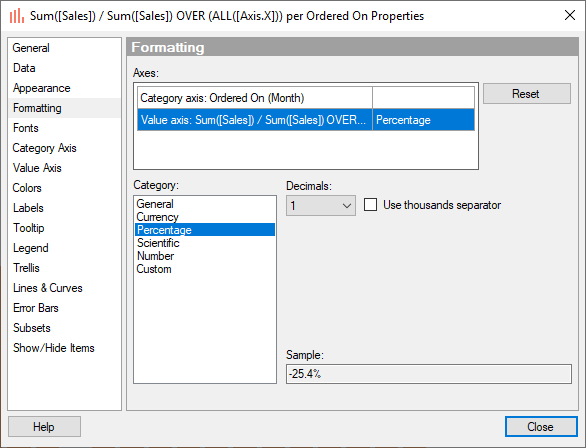 Sum([Sales]) / Sum([Sales]) OVER (ALL([Axis.X])) per Ordered On Properties
General
Data
Appearance
Formatting
Fonts
Category Axis
Value Axis
Colors
Labels
Tooltip
Legend
Trellis
Lines & Curves
Error Bars
Subsets
Show/Hide Items
Formatting
Axes:
Category axis: Ordered On (Month)
Value axis: Sum([Sales]) / Sum([Sales]) OVER... Percentage
Reset
Category:
General
Currency
Percentage
Scientific
Number
Custom
Decimals:
1
Use thousands separator
Sample:
-25.4%
Help
Close